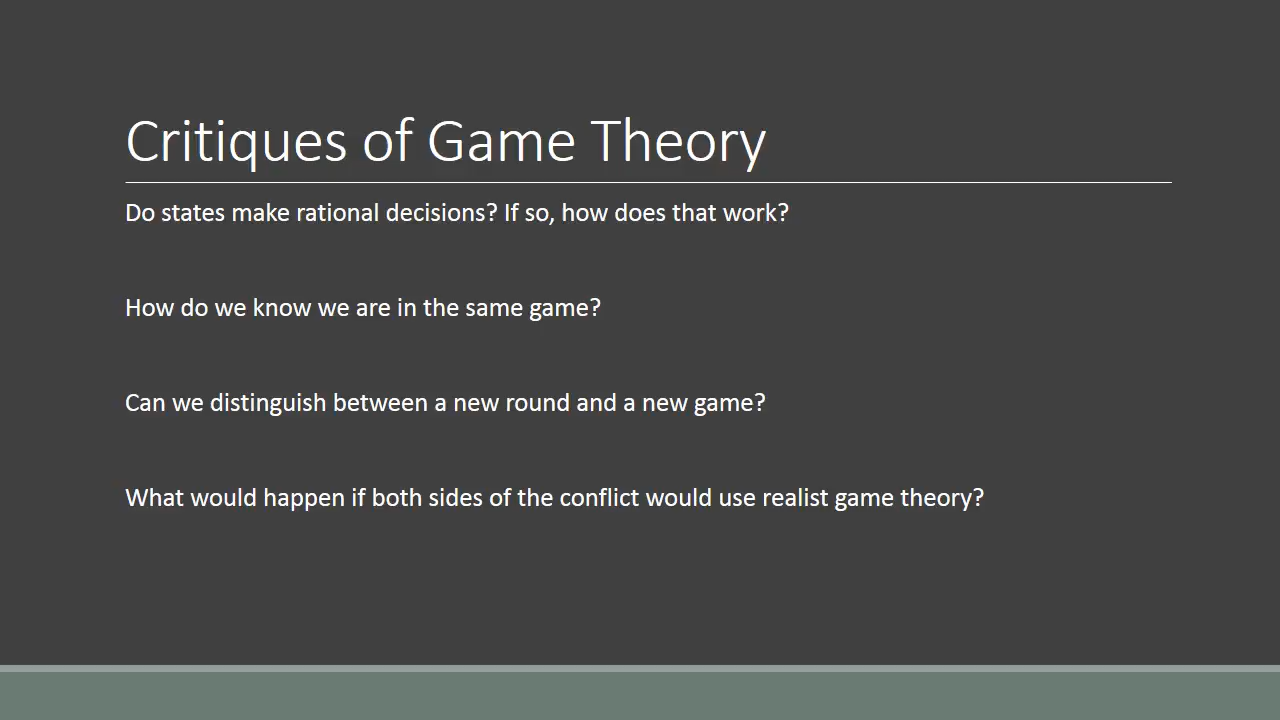 Critiques of Game Theory
Do states make rational decisions? If so, how does that work?
How do we know we are in the same game?
Can we distinguish between a new round and a new game?
What would happen if both sides of the conflict would use realist game theory?